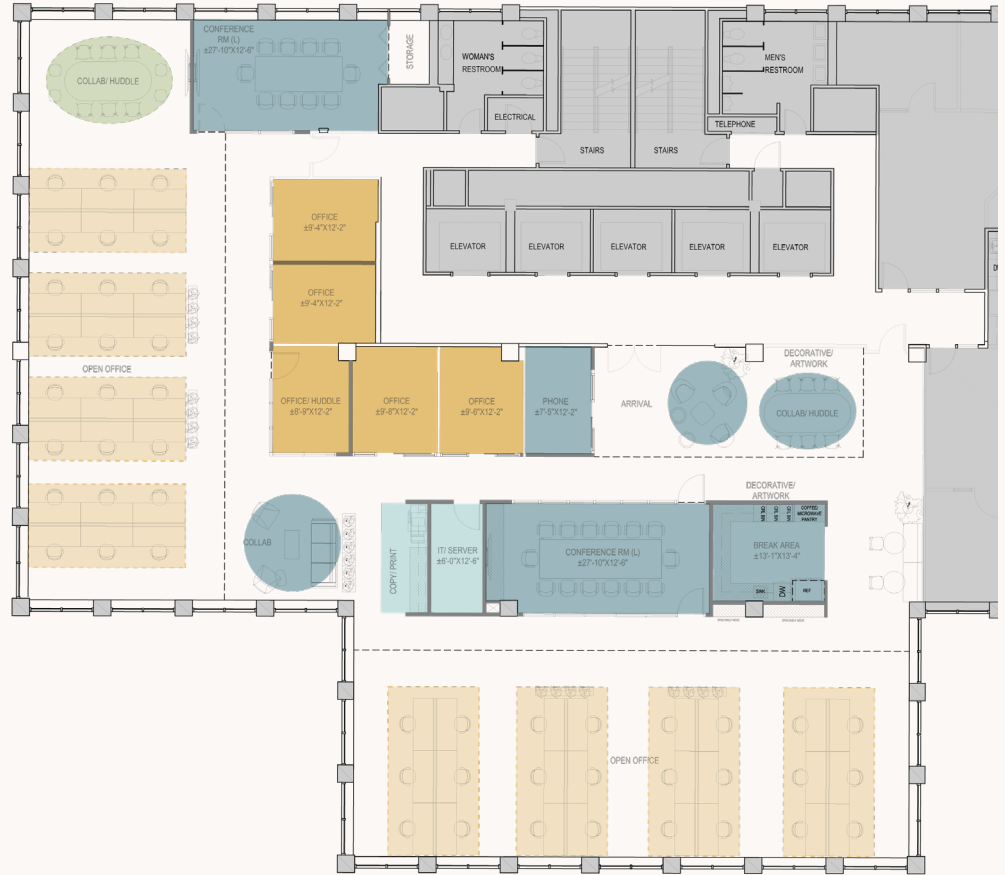 CONFERENCE
RM (L)
±27'-10"X12'-6"
STORAGE
WOMAN'S
RESTROOM
MEN'S
RESTROOM
COLLAB/ HUDDLE
ELECTRICAL
TELEPHONE
STAIRS
STAIRS
OFFICE
±9'-4"X12'-2"
ELEVATOR
ELEVATOR
ELEVATOR
ELEVATOR
ELEVATOR
OFFICE
±9'-4"X12'-2"
OPEN OFFICE
OFFICE/ HUDDLE
±8'-9"X12'-2"
OFFICE
±9'-8"X12'-2"
OFFICE
±9'-6"X12'-2"
PHONE
±7'-5"X12'-2"
ARRIVAL
DECORATIVE/
ARTWORK
COLLAB/ HUDDLE
DECORATIVE/
ARTWORK
COLLAB
COPY/ PRINT
IT/ SERVER
±6'-0"X12'-6"
CONFERENCE RM (L)
±27'-10"X12'-6"
COFFEE
MICROWAVE
PANTRY
BREAK AREA
±13'-1"X13'-4"
SINK
DW
REF
OPEN OFFICE